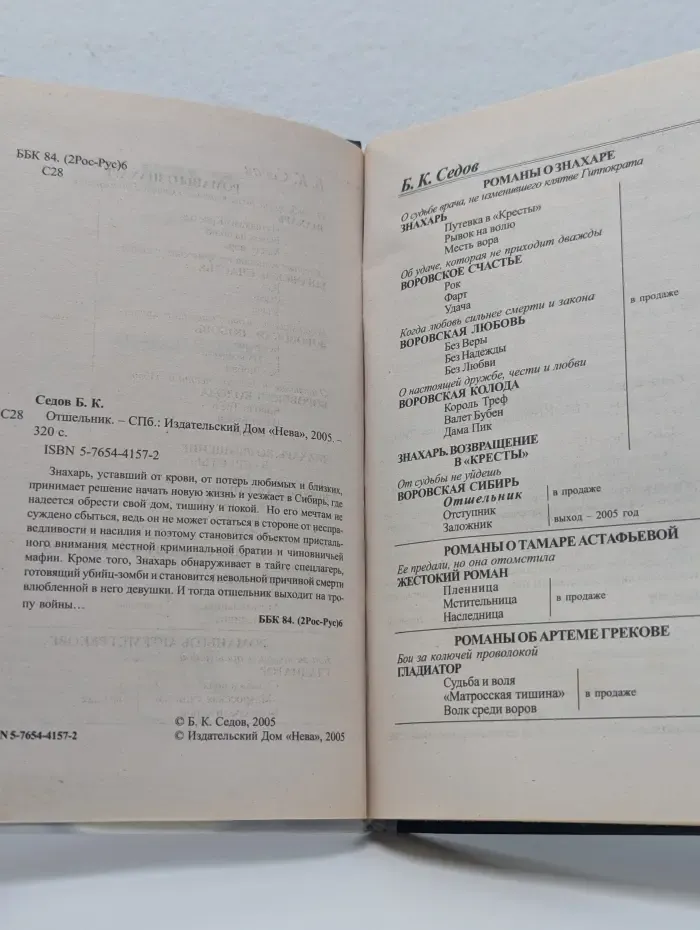 ББК 84. (2Рос-Рус)6
С28
Седов Б. К.
С28
Отшельник. – СПб.: Издательский Дом «Нева», 2005. –
320 с.
ISBN 5-7654-4157-2
Знахарь, уставший от крови, от потерь любимых и близких,
принимает решение начать новую жизнь и уезжает в Сибирь, где
надеется обрести свой дом, тишину и покой. Но его мечтам не
суждено сбыться, ведь он не может остаться в стороне от неспра-
ведливости и насилия и поэтому становится объектом присталь-
ного внимания местной криминальной братии и чиновничьей
мафии. Кроме того, Знахарь обнаруживает в тайге спецлагерь,
готовящий убийц-зомби и становится невольной причиной смерти
влюбленной в него девушки. И тогда отшельник выходит на тро-
пу войны…
ББК 84. (2Рос-Рус)6
© Б. К. Седов, 2005
N 5-7654-4157-2
© Издательский Дом «Нева», 2005
Б. К. Седов
РОМАНЫ О ЗНАХАРЕ
О судьбе врача, не изменившего клятве Гиппократа
ЗНАХАРЬ
Путевка в «Кресты»
Рывок на волю
Месть вора
Об удаче, которая не приходит дважды
ВОРОВСКОЕ СЧАСТЬЕ
Рок
Фарт
Удача
Когда любовь сильнее смерти и закона
в продаже
ВОРОВСКАЯ ЛЮБОВЬ
Без Веры
Без Надежды
Без Любви
О настоящей дружбе, чести и любви
ВОРОВСКАЯ КОЛОДА
Король Треф
Валет Бубен
Дама Пик
ЗНАХАРЬ. ВОЗВРАЩЕНИЕ
В «КРЕСТЫ»
От судьбы не уйдешь
ВОРОВСКАЯ СИБИРЬ
Отшельник
в продаже
Отступник
Заложник
выход – 2005 год
РОМАНЫ О ТАМАРЕ АСТАФЬЕВОЙ
Ее предали, но она отомстила
ЖЕСТОКИЙ РОМАН
Пленница
Мстительница
в продаже
Наследница
РОМАНЫ ОБ АРТЕМЕ ГРЕКОВЕ
Бои за колючей проволокой
ГЛАДИАТОР
Судьба и воля
«Матросская тишина»
в продаже
Волк среди воров